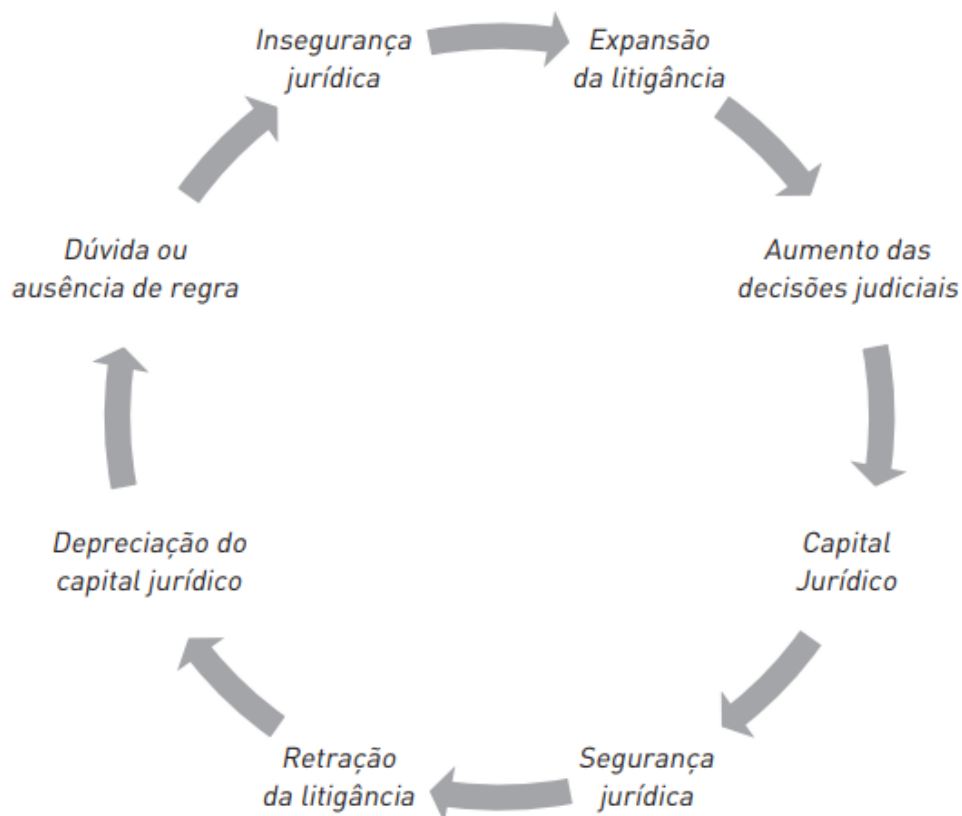 Insegurança
jurídica
Expansão
da litigância
Aumento das
decisões judiciais
Capital
Jurídico
Segurança
jurídica
Retração
da litigância
Depreciação do
capital jurídico
Dúvida ou
ausência de regra